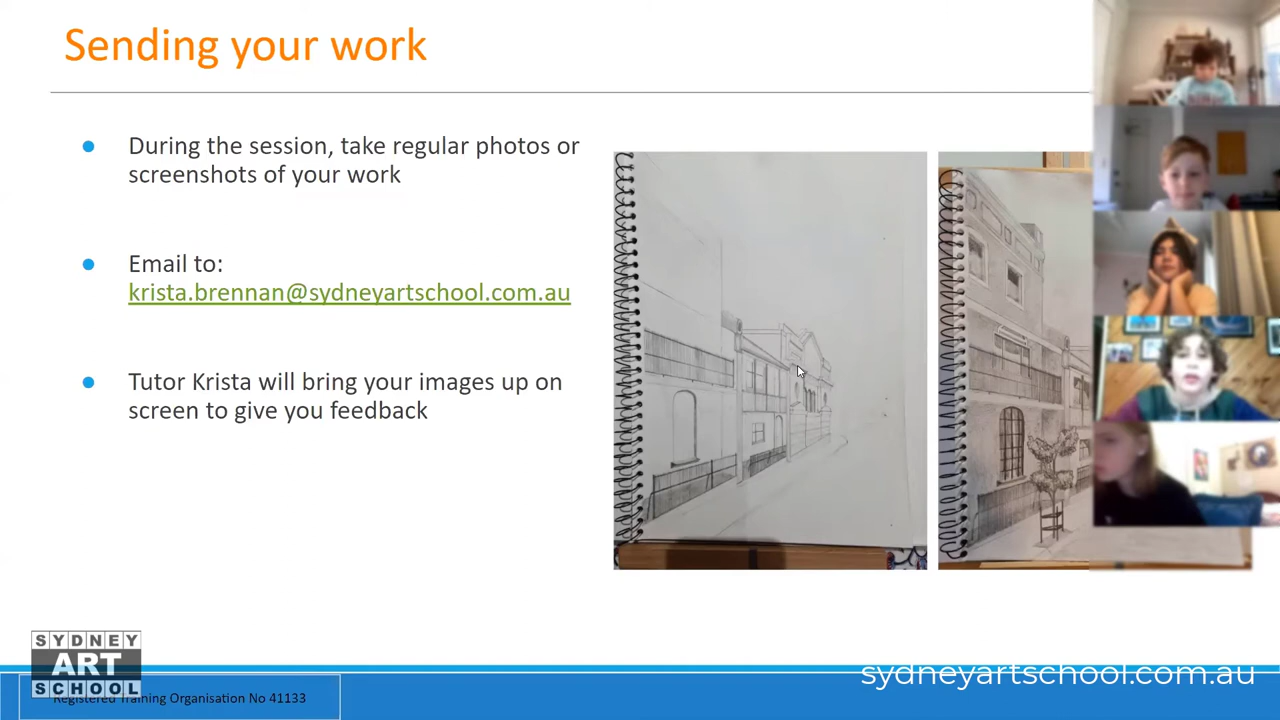 Sending your work
During the session, take regular photos or
screenshots of your work
Email to:
krista.brennan@sydneyartschool.com.au
Tutor Krista will bring your images up on
screen to give you feedback
SYDNEY
ART
SCHOOL
Registered Training Organisation No 41133
sydneyartschool.com.au